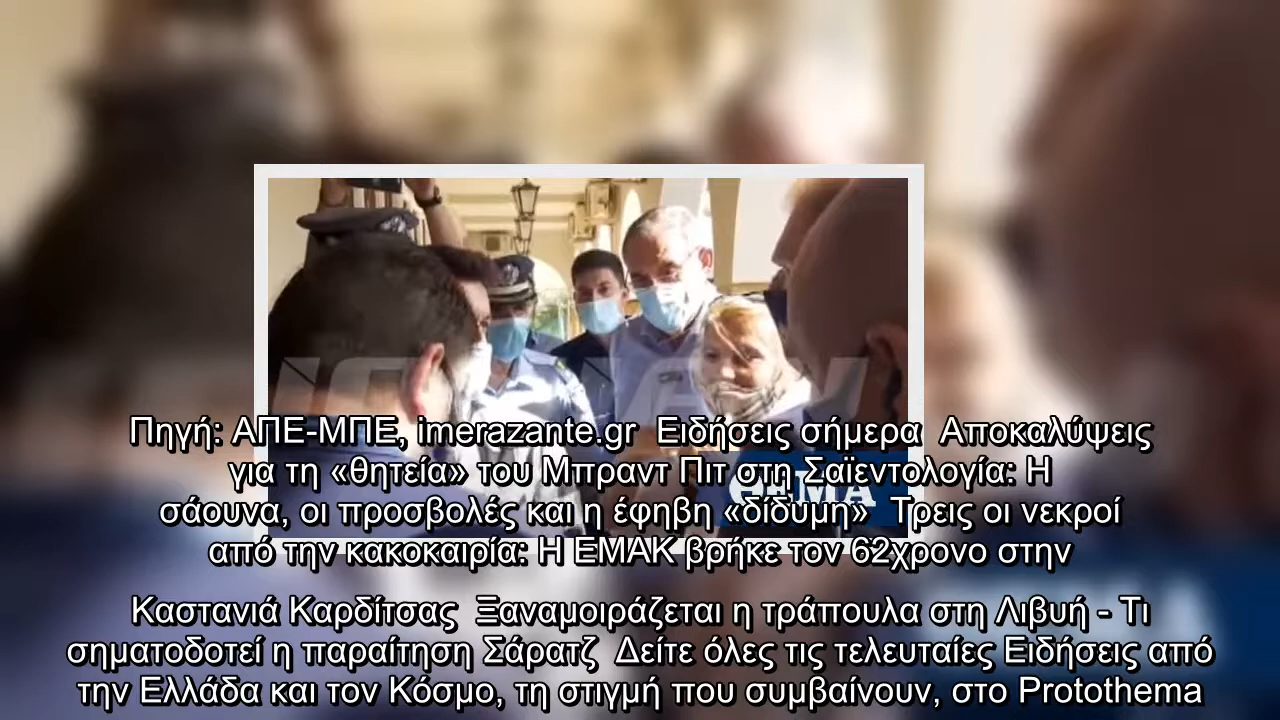 Πηγή: ΑΠΕ-ΜΠΕ, imerazante.gr Ειδήσεις σήμερα Αποκαλύψεις
για τη «θητεία» του Μπραντ Πιτ στη Σαϊεντολογία: Η
σάουνα, οι προσβολές και η έφηβη «δίδυμη» Τρεις οι νεκροί
από την κακοκαιρία: Η ΕΜΑΚ βρήκε τον 62χρονο στην
Καστανιά Καρδίτσας Ξαναμοιράζεται η τράπουλα στη Λιβυή - Τι
σηματοδοτεί η παραίτηση Σάρατζ Δείτε όλες τις τελευταίες Ειδήσεις από
την Ελλάδα και τον Κόσμο, τη στιγμή που συμβαίνουν, στο Protothema